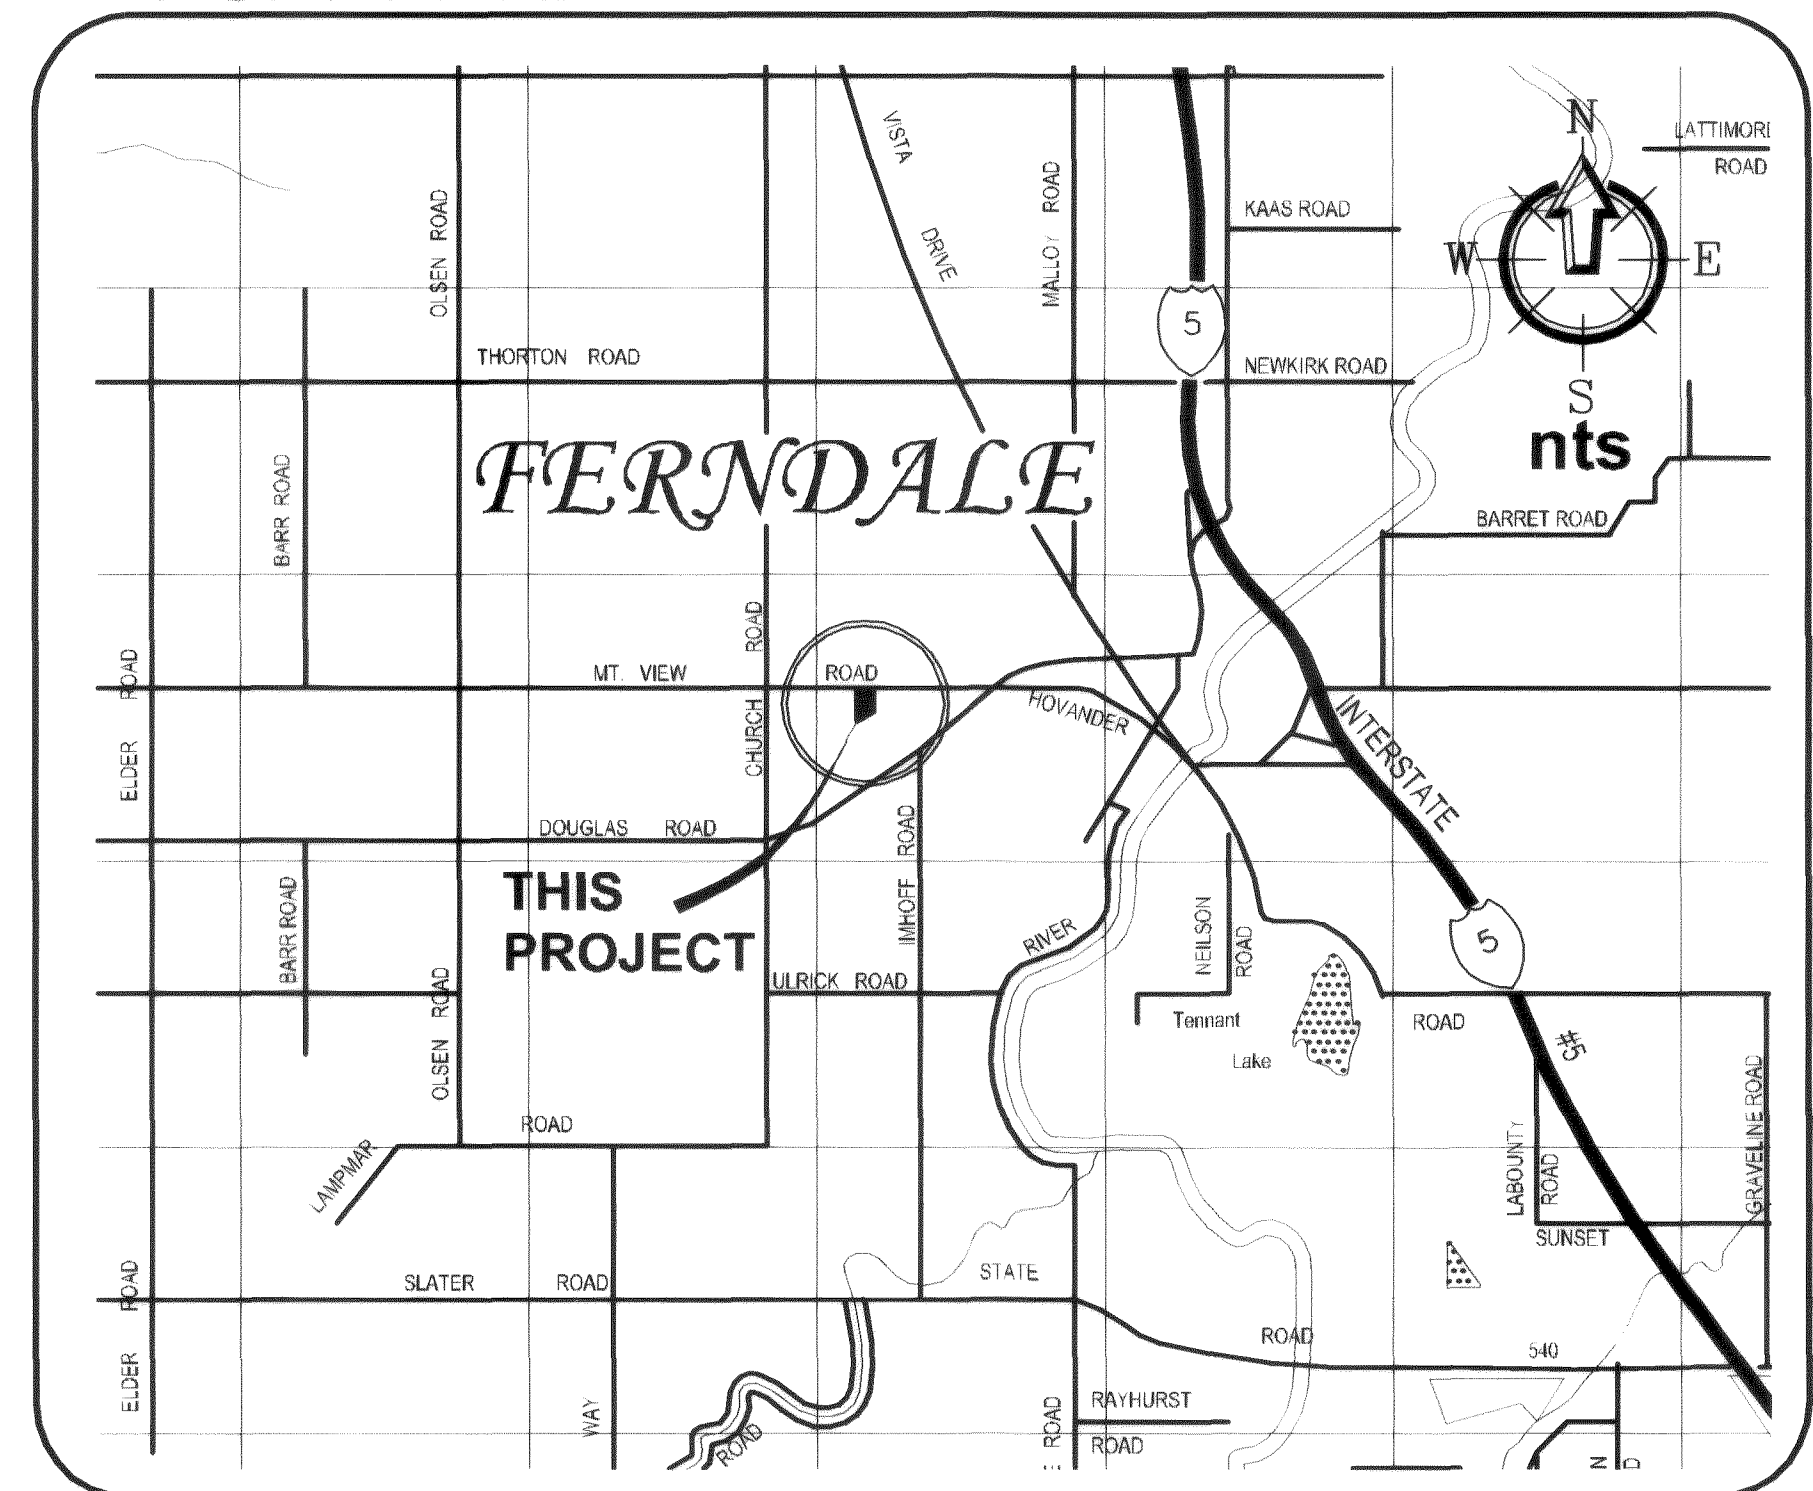 N
LATTIMORE
ROAD
VISTA
DRIVE
OLSEN ROAD
MALLOY ROAD
KAAS ROAD
W
E
5
THORTON ROAD
NEWKIRK ROAD
S
nts
FERNDALE
BARR ROAD
BARRET ROAD
ELDER ROAD
MT. VIEW ROAD
CHURCH ROAD
HOVANDER
INTERSTATE
DOUGLAS ROAD
IMHOFF ROAD
THIS
PROJECT
BARR ROAD
RIVER
NEILSON
ROAD
5
ULRICK ROAD
OLSEN ROAD
Tennant
Lake
ROAD
#5
GRAVELINE ROAD
LABOUNTY
ROAD
LAMPMAP ROAD
SUNSET
SLATER ROAD
STATE
ROAD
540
ELDER ROAD
WAY
ROAD
E ROAD
RAYHURST
ROAD
N
D